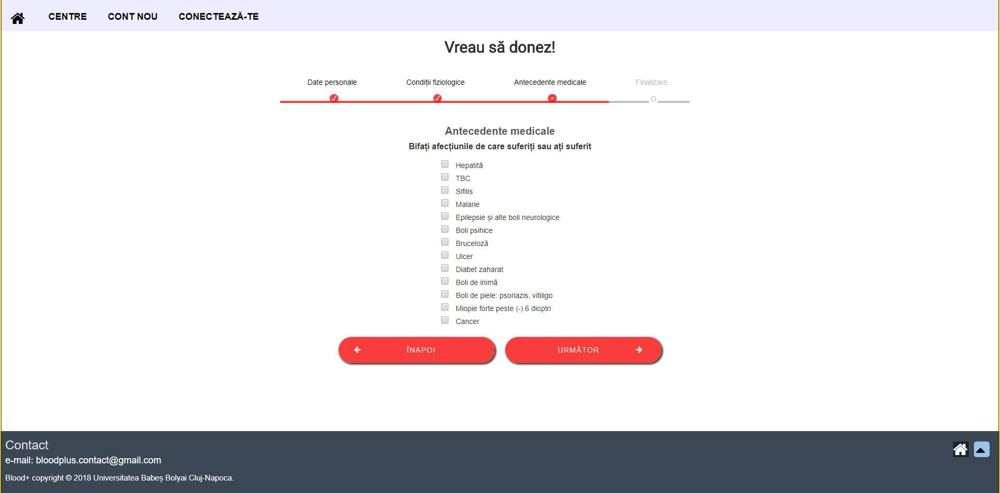 CENTRE CONT NOU CONECTEAZĂ-TE
Vreau să donez!
Date personale Condiții fiziologice Antecedente medicale Finalizare
Antecedente medicale
Bifați afecțiunile de care suferiți sau ați suferit
Hepatită
TBC
Sifilis
Malarie
Epilepsie și alte boli neurologice
Boli psihice
Bruceloză
Ulcer
Diabet zaharat
Boli de inimă
Boli de piele: psoriazis, vitiligo
Miopie forte peste (-) 6 dioptri
Cancer
ÎNAPOI URMĂTOR
Contact
e-mail: bloodplus.contact@gmail.com
Blood+ copyright © 2018 Universitatea Babeș Bolyai Cluj-Napoca.